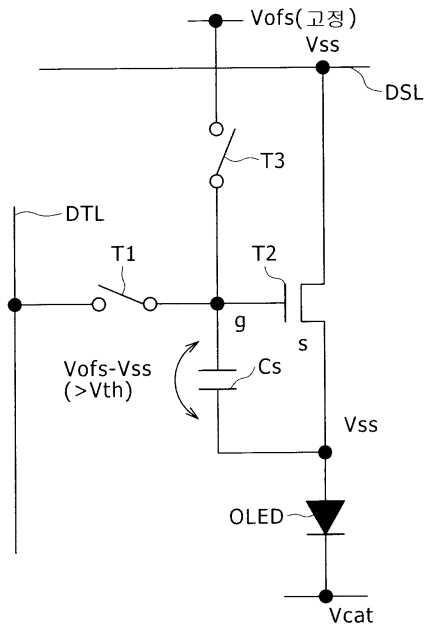 Vofs(고정)
Vss
DSL
T3
DTL
T1
T2
g
s
Vofs-Vss
(>Vth)
Cs
Vss
OLED
Vcat